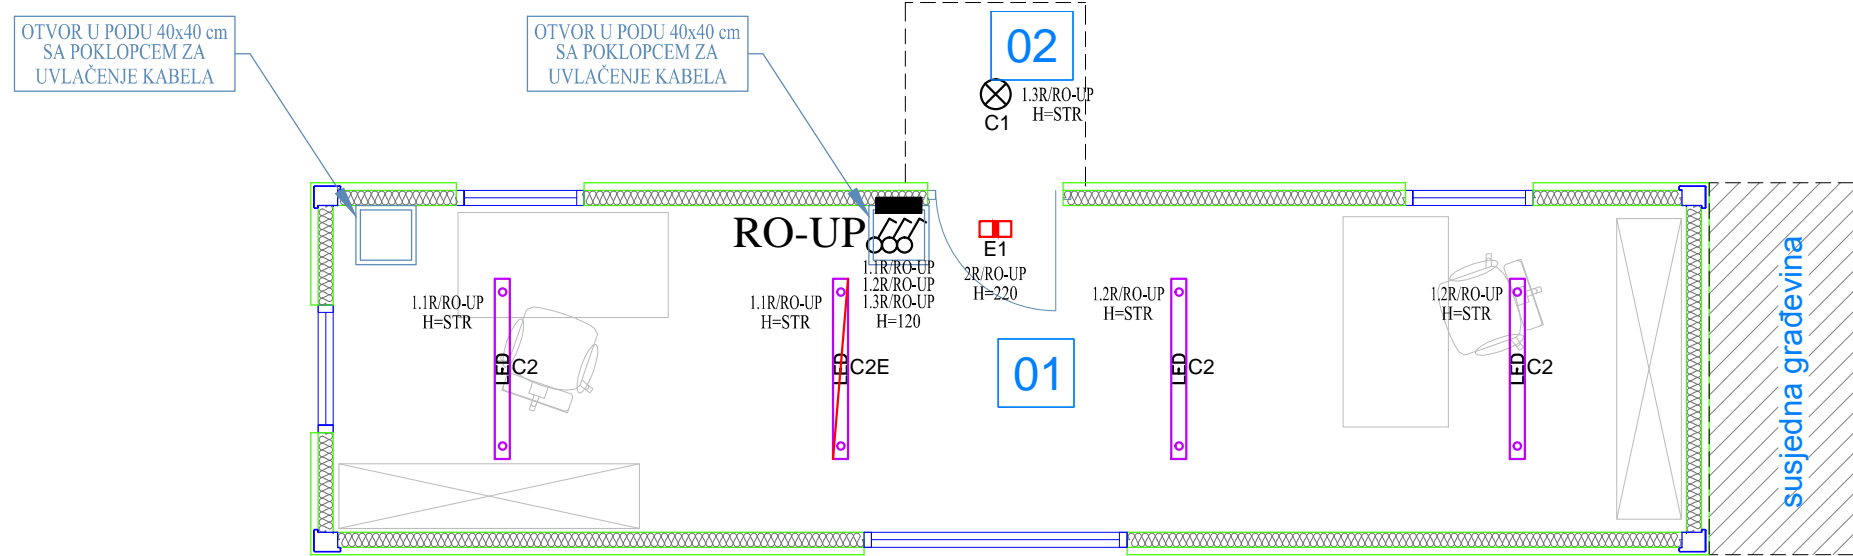 OTVOR U PODU 40x40 cm
SA POKLOPCEM ZA
UVLAČENJE KABELA
OTVOR U PODU 40x40 cm
SA POKLOPCEM ZA
UVLAČENJE KABELA
02
1.3R/RO-UP
H=STR
C1
RO-UP
E1
1.1R/RO-UP
1.2R/RO-UP
1.3R/RO-UP
H=120
2R/RO-UP
H=220
1.1R/RO-UP
H=STR
LED
C2
1.1R/RO-UP
H=STR
LED
C2E
01
1.2R/RO-UP
H=STR
LED
C2
1.2R/RO-UP
H=STR
LED
C2
susjedna građevina